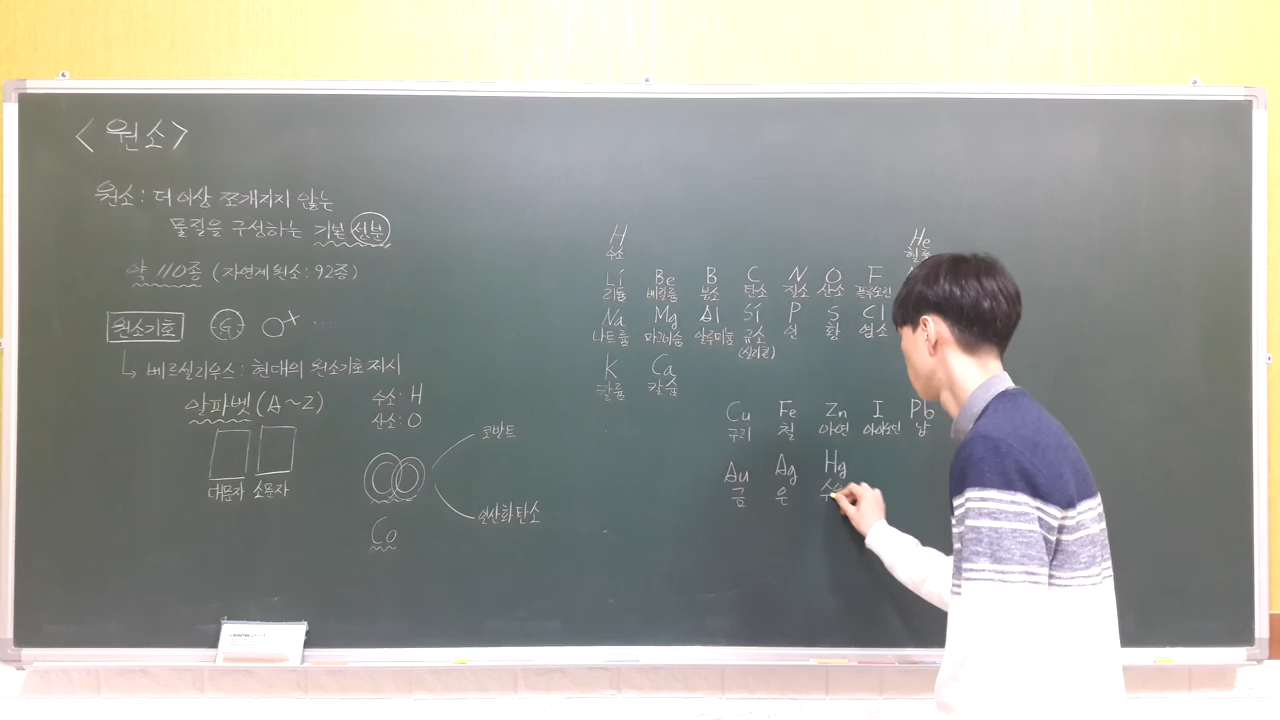 <원소>
원소: 더 이상 쪼개지지 않는
물질을 구성하는 기본 성분
약 110종 (자연계 원소: 92종)
원소기호 G O ...
베르셀리우스: 현대의 원소기호 제시
알파벳(A~Z)
대문자 소문자
수소: H
산소: O
CO
코발트
일산화탄소
Co
H He
수소 헬륨
Li Be B C N O F
리튬 베릴륨 붕소 탄소 질소 산소 플루오린
Na Mg Al Si P S Cl
나트륨 마그네슘 알루미늄 규소 인 황 염소
(실리콘)
K Ca
칼륨 칼슘
Cu Fe Zn I Pb
구리 철 아연 아이오딘 납
Au Ag Hg
금 은 수은